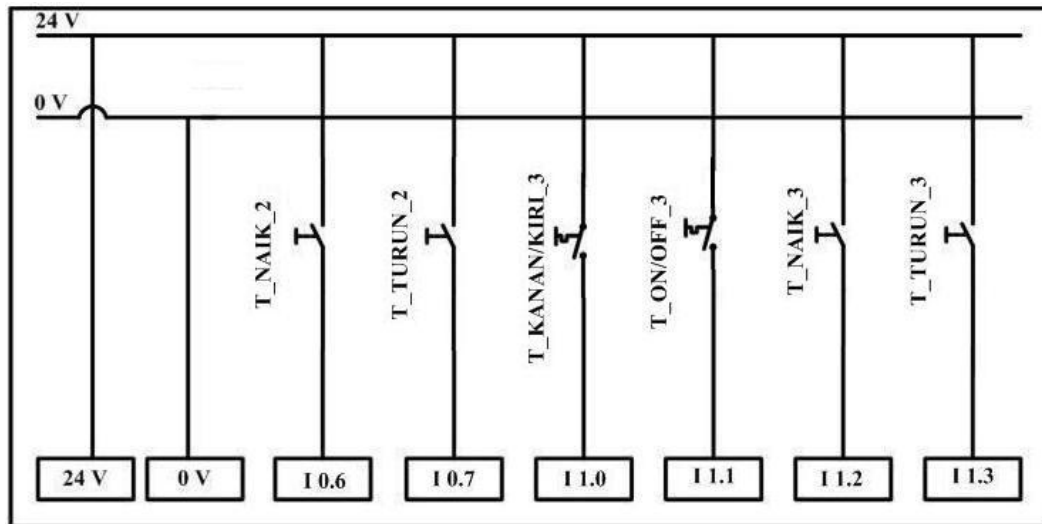 24 V
0 V
T_NAIK_2
T_TURUN_2
T_KANAN/KIRI_3
T_ON/OFF_3
T_NAIK_3
T_TURUN_3
24 V
0 V
I 0.6
I 0.7
I 1.0
I 1.1
I 1.2
I 1.3